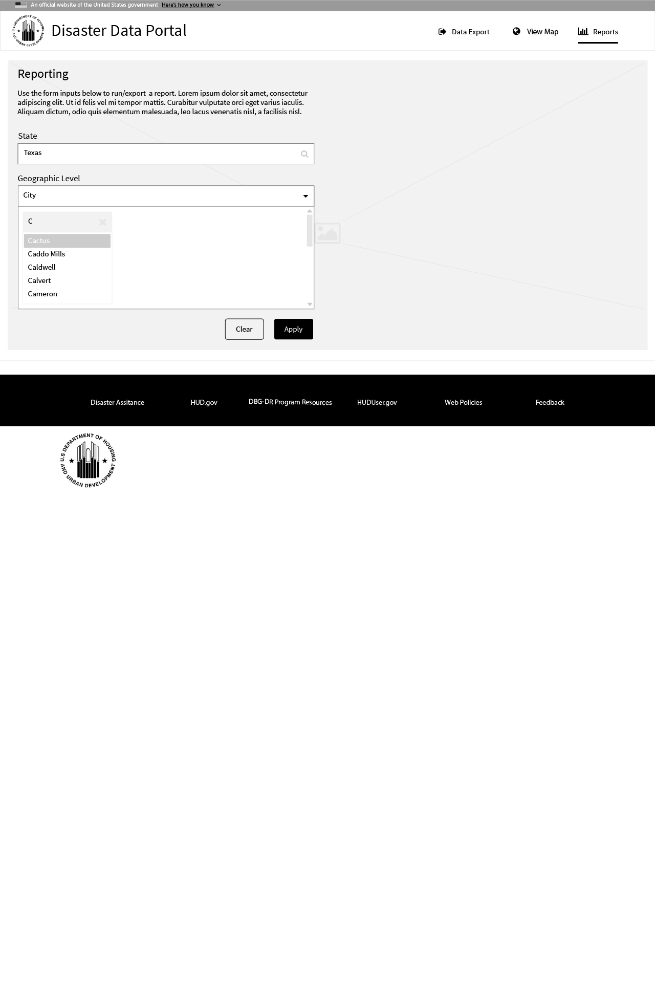 An official website of the United States government Here's how you know
U.S DEPARTMENT OF HOUSING AND URBAN DEVELOPMENT
Disaster Data Portal
Data Export
View Map
Reports
Reporting
Use the form inputs below to run/export a report. Lorem ipsum dolor sit amet, consectetur
adipiscing elit. Ut id felis vel mi tempor mattis. Curabitur vulputate orci eget varius iaculis.
Aliquam dictum, odio quis elementum malesuada, leo lacus venenatis nisl, a facilisis nisl.
State
Texas
Geographic Level
City
C
Cactus
Caddo Mills
Caldwell
Calvert
Cameron
Clear
Apply
Disaster Assitance
HUD.gov
DBG-DR Program Resources
HUDUser.gov
Web Policies
Feedback
U.S DEPARTMENT OF HOUSING
AND URBAN DEVELOPMENT